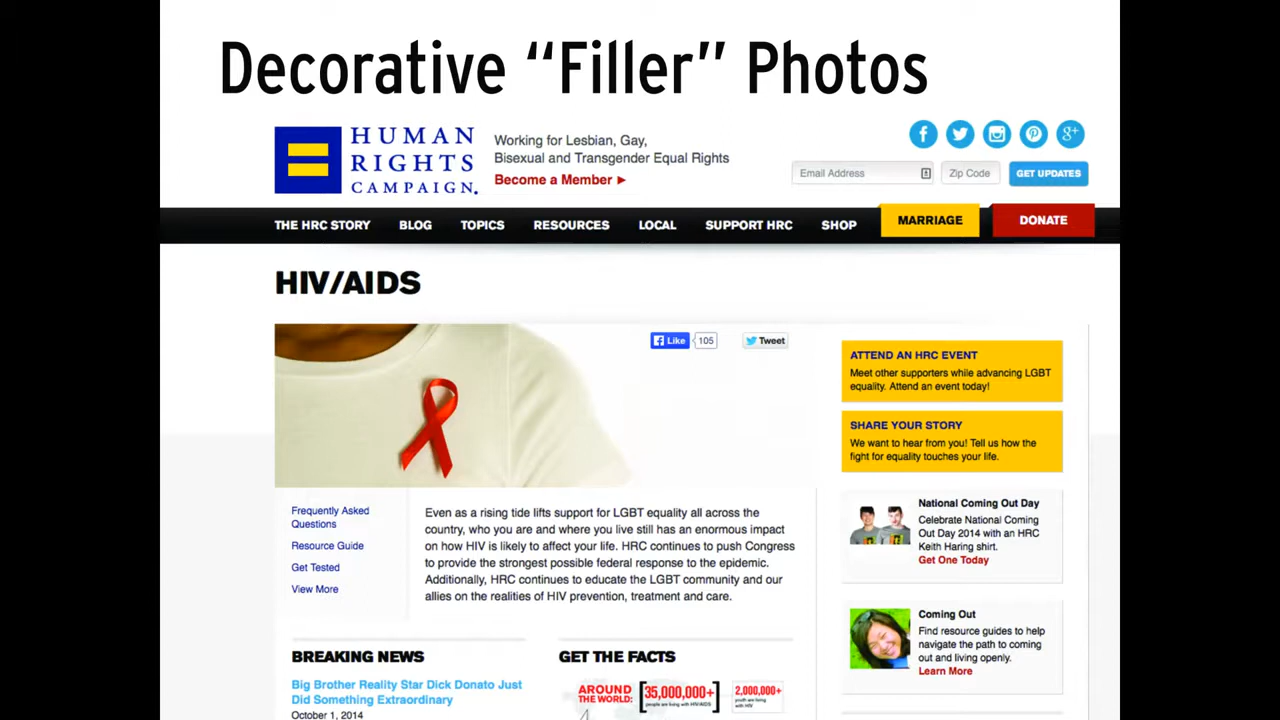 Decorative “Filler” Photos
HUMAN
RIGHTS
CAMPAIGN.
Working for Lesbian, Gay,
Bisexual and Transgender Equal Rights
Become a Member ►
Email Address
Zip Code
GET UPDATES
THE HRC STORY
BLOG
TOPICS
RESOURCES
LOCAL
SUPPORT HRC
SHOP
MARRIAGE
DONATE
HIV/AIDS
Like
105
Tweet
Frequently Asked
Questions
Resource Guide
Get Tested
View More
Even as a rising tide lifts support for LGBT equality all across the
country, who you are and where you live still has an enormous impact
on how HIV is likely to affect your life. HRC continues to push Congress
to provide the strongest possible federal response to the epidemic.
Additionally, HRC continues to educate the LGBT community and our
allies on the realities of HIV prevention, treatment and care.
BREAKING NEWS
Big Brother Reality Star Dick Donato Just
Did Something Extraordinary
October 1, 2014
GET THE FACTS
AROUND
THE WORLD:
35,000,000+
people are living with HIV/AIDS
2,000,000+
youth are living
with HIV
ATTEND AN HRC EVENT
Meet other supporters while advancing LGBT
equality. Attend an event today!
SHARE YOUR STORY
We want to hear from you! Tell us how the
fight for equality touches your life.
National Coming Out Day
Celebrate National Coming
Out Day 2014 with an HRC
Keith Haring shirt.
Get One Today
Coming Out
Find resource guides to help
navigate the path to coming
out and living openly.
Learn More